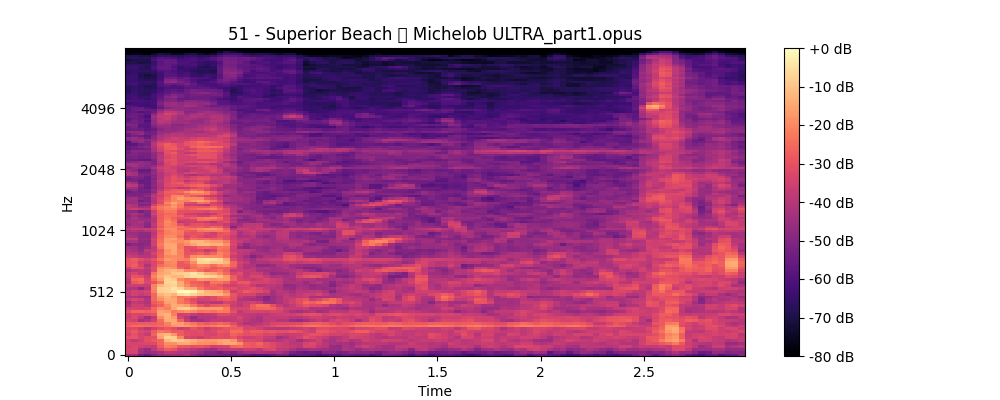 51 - Superior Beach ▯ Michelob ULTRA_part1.opus
+0 dB
-10 dB
-20 dB
-30 dB
-40 dB
-50 dB
-60 dB
-70 dB
-80 dB
4096
2048
1024
512
0
Hz
0 0.5 1 1.5 2 2.5
Time